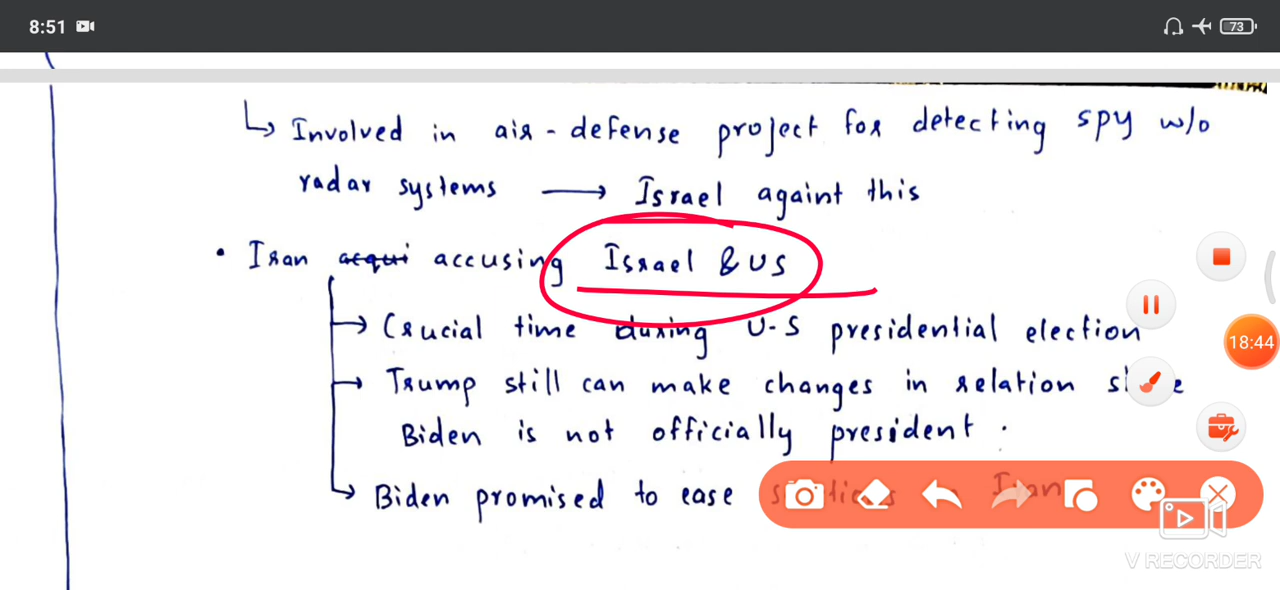 8:51 73
↳ Involved in air-defense project for detecting spy w/o
radar systems → Israel againt this
• Iran acqui accusing Israel & US
→ Crucial time during U-S presidential election
18:44
→ Trump still can make changes in relation
Biden is not officially president.
↳ Biden promised to ease Iran
V RECORDER